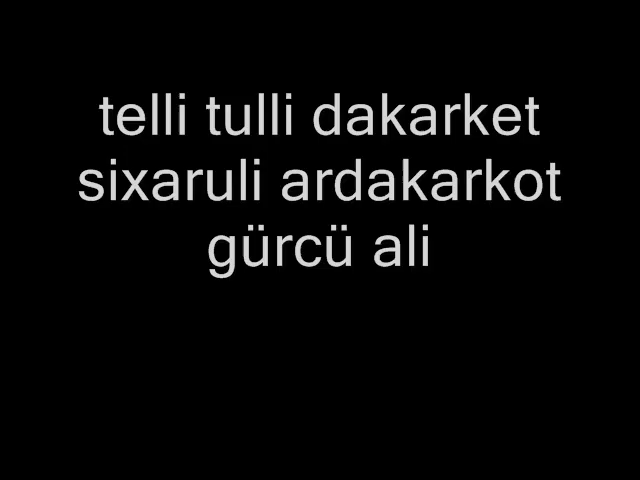 telli tulli dakarket
sixaruli ardakarkot
gürcü ali